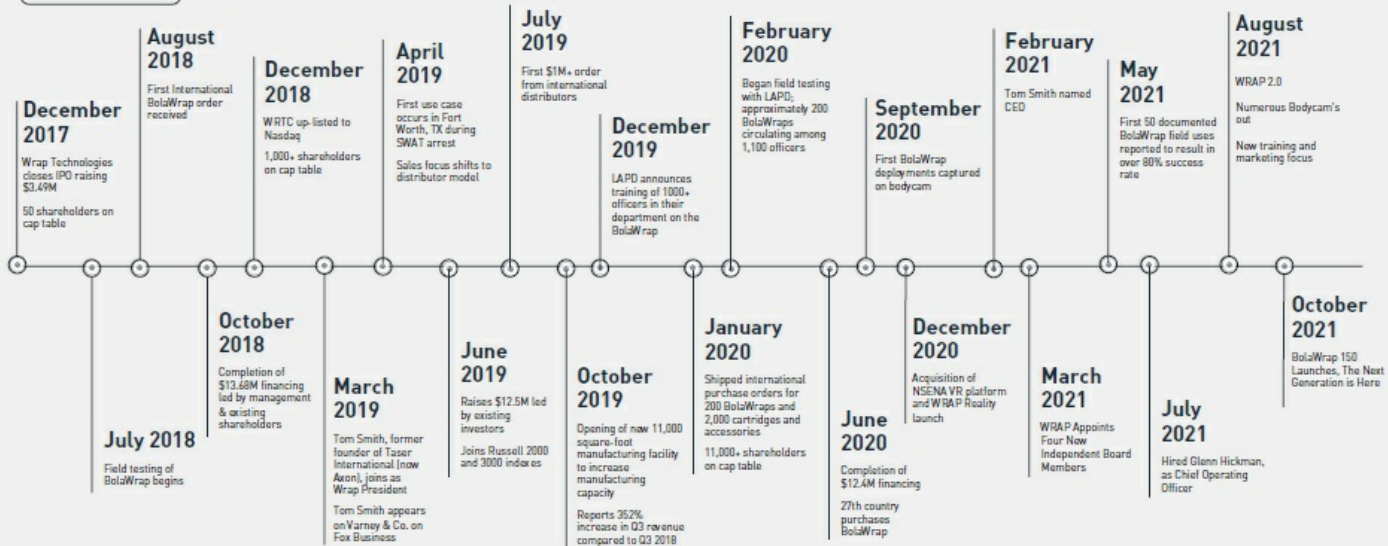 December
2017
Wrap Technologies
closes IPO raising
$3.49M
50 shareholders on
cap table
July 2018
Field testing of
BolaWrap begins
August
2018
First International
BolaWrap order
received
October
2018
Completion of
$13.68M financing
led by management
& existing
shareholders
December
2018
WRTC up-listed to
Nasdaq
1,000+ shareholders
on cap table
March
2019
Tom Smith, former
founder of Taser
International (now
Axon), joins as
Wrap President
Tom Smith appears
on Varney & Co. on
Fox Business
April
2019
First use case
occurs in Fort
Worth, TX during
SWAT arrest
Sales focus shifts to
distributor model
June
2019
Raises $12.5M led
by existing
investors
Joins Russell 2000
and 3000 indexes
July
2019
First $1M+ order
from international
distributors
October
2019
Opening of new 11,000
square-foot
manufacturing facility
to increase
manufacturing
capacity
Reports 352%
increase in Q3 revenue
compared to Q3 2018
December
2019
LAPD announces
training of 1000+
officers in their
department on the
BolaWrap
January
2020
Shipped international
purchase orders for
200 BolaWraps and
2,000 cartridges and
accessories
11,000+ shareholders
on cap table
February
2020
Began field testing
with LAPD;
approximately 200
BolaWraps
circulating among
1,100 officers
June
2020
Completion of
$12.4M financing
27th country
purchases
BolaWrap
September
2020
First BolaWrap
deployments captured
on bodycam
December
2020
Acquisition of
NSENA VR platform
and WRAP Reality
launch
February
2021
Tom Smith named
CEO
March
2021
WRAP Appoints
Four New
Independent Board
Members
May
2021
First 50 documented
BolaWrap field uses
reported to result in
over 80% success
rate
July
2021
Hired Glenn Hickman,
as Chief Operating
Officer
August
2021
WRAP 2.0
Numerous Bodycam's
out
New training and
marketing focus
October
2021
BolaWrap 150
Launches, The Next
Generation is Here